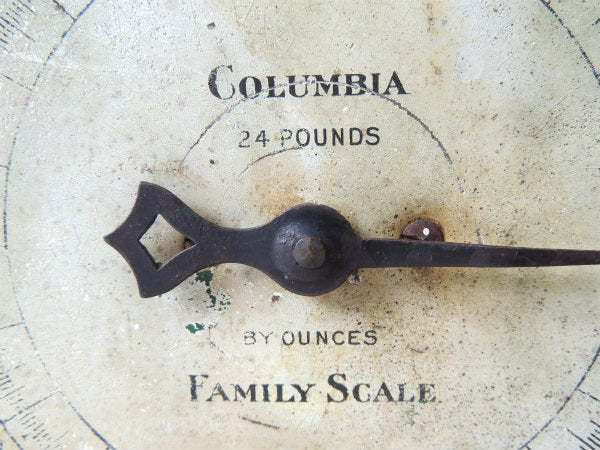 COLUMBIA
24 POUNDS
BY OUNCES
FAMILY SCALE